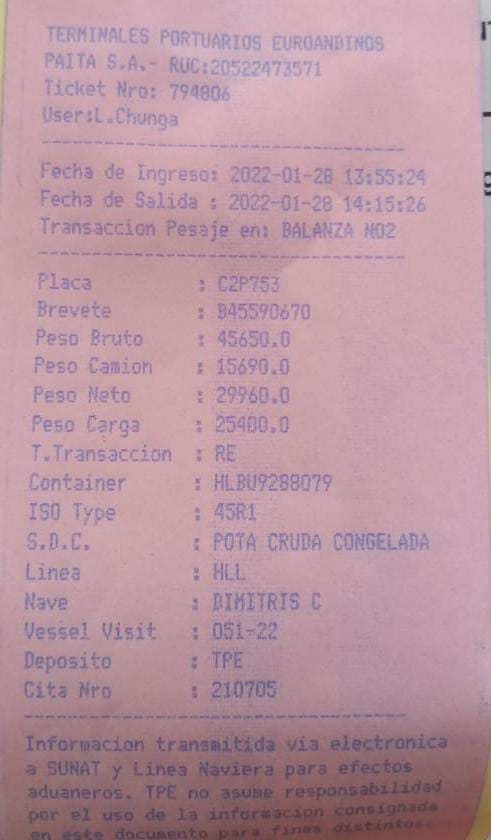 TERMINALES PORTUARIOS EUROANDINOS
PAITA S.A.- RUC:20522473571
Ticket Nro: 794806
User:L.Chunga
Fecha de Ingreso: 2022-01-28 13:55:24
Fecha de Salida : 2022-01-28 14:15:26
Transaccion Pesaje en: BALANZA NO2
Placa : C2P753
Brevete : B45590670
Peso Bruto : 45650.0
Peso Camion : 15690.0
Peso Neto : 29960.0
Peso Carga : 25400.0
T.Transaccion : RE
Container : HLBU9288079
ISO Type : 45R1
S.D.C. : POTA CRUDA CONGELADA
Linea : HLL
Nave : DIMITRIS C
Vessel Visit : 051-22
Deposito : TPE
Cita Nro : 210705
Informacion transmitida via electronica
a SUNAT y Linea Naviera para efectos
aduaneros. TPE no asume responsabilidad
por el uso de la informacion consignada
en este documento para fines distintos.